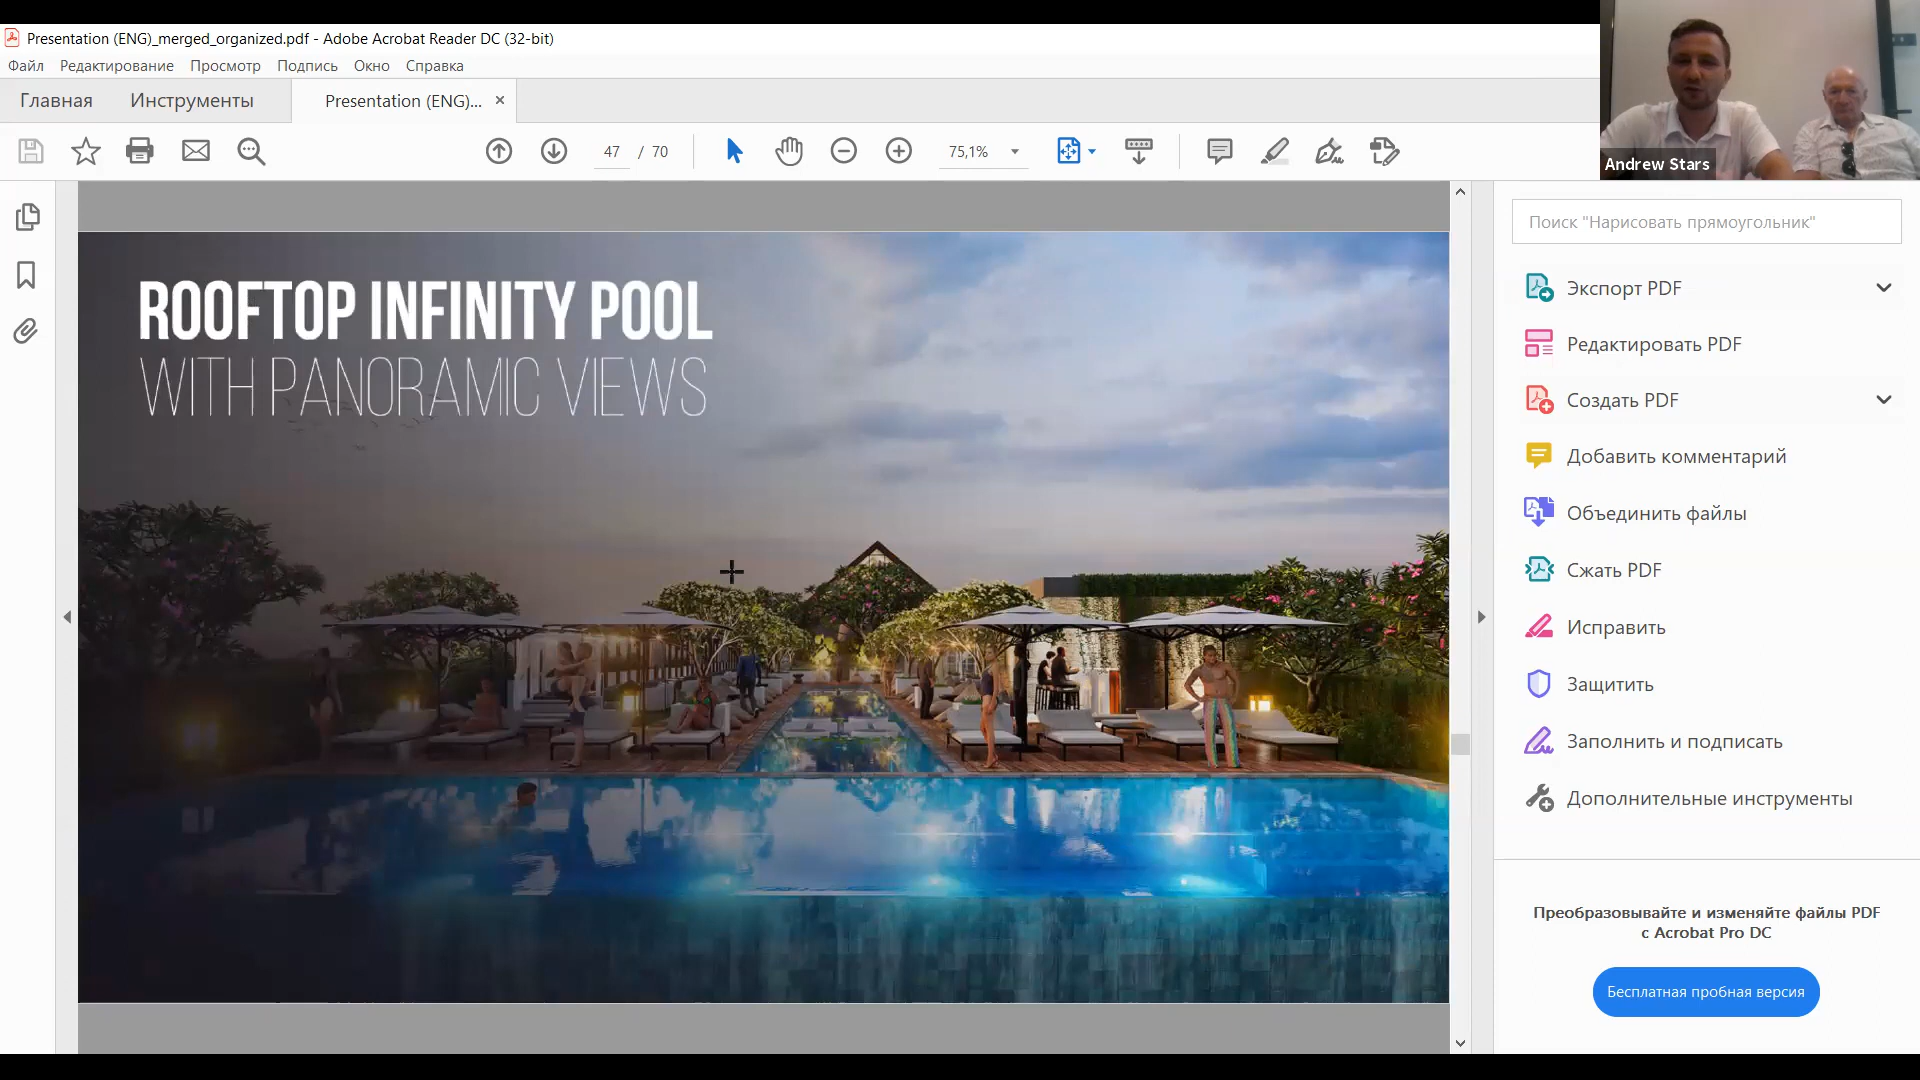 Presentation (ENG)_merged_organized.pdf - Adobe Acrobat Reader DC (32-bit)
Файл Редактирование Просмотр Подпись Окно Справка
Главная Инструменты Presentation (ENG)...
47 / 70 75,1%
Andrew Stars
Поиск "Нарисовать прямоугольник"
ROOFTOP INFINITY POOL
WITH PANORAMIC VIEWS
Экспорт PDF
Редактировать PDF
Создать PDF
Добавить комментарий
Объединить файлы
Сжать PDF
Исправить
Защитить
Заполнить и подписать
Дополнительные инструменты
Преобразовывайте и изменяйте файлы PDF
с Acrobat Pro DC
Бесплатная пробная версия